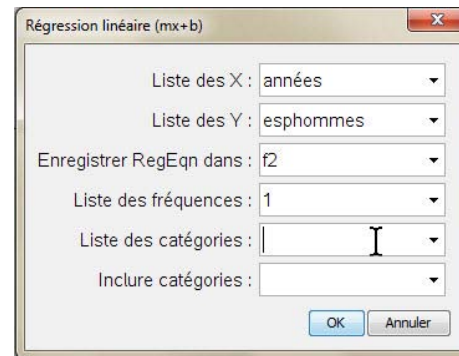 Régression linéaire (mx+b)
Liste des X : années
Liste des Y : esphommes
Enregistrer RegEqn dans : f2
Liste des fréquences : 1
Liste des catégories :
Inclure catégories :
OK Annuler